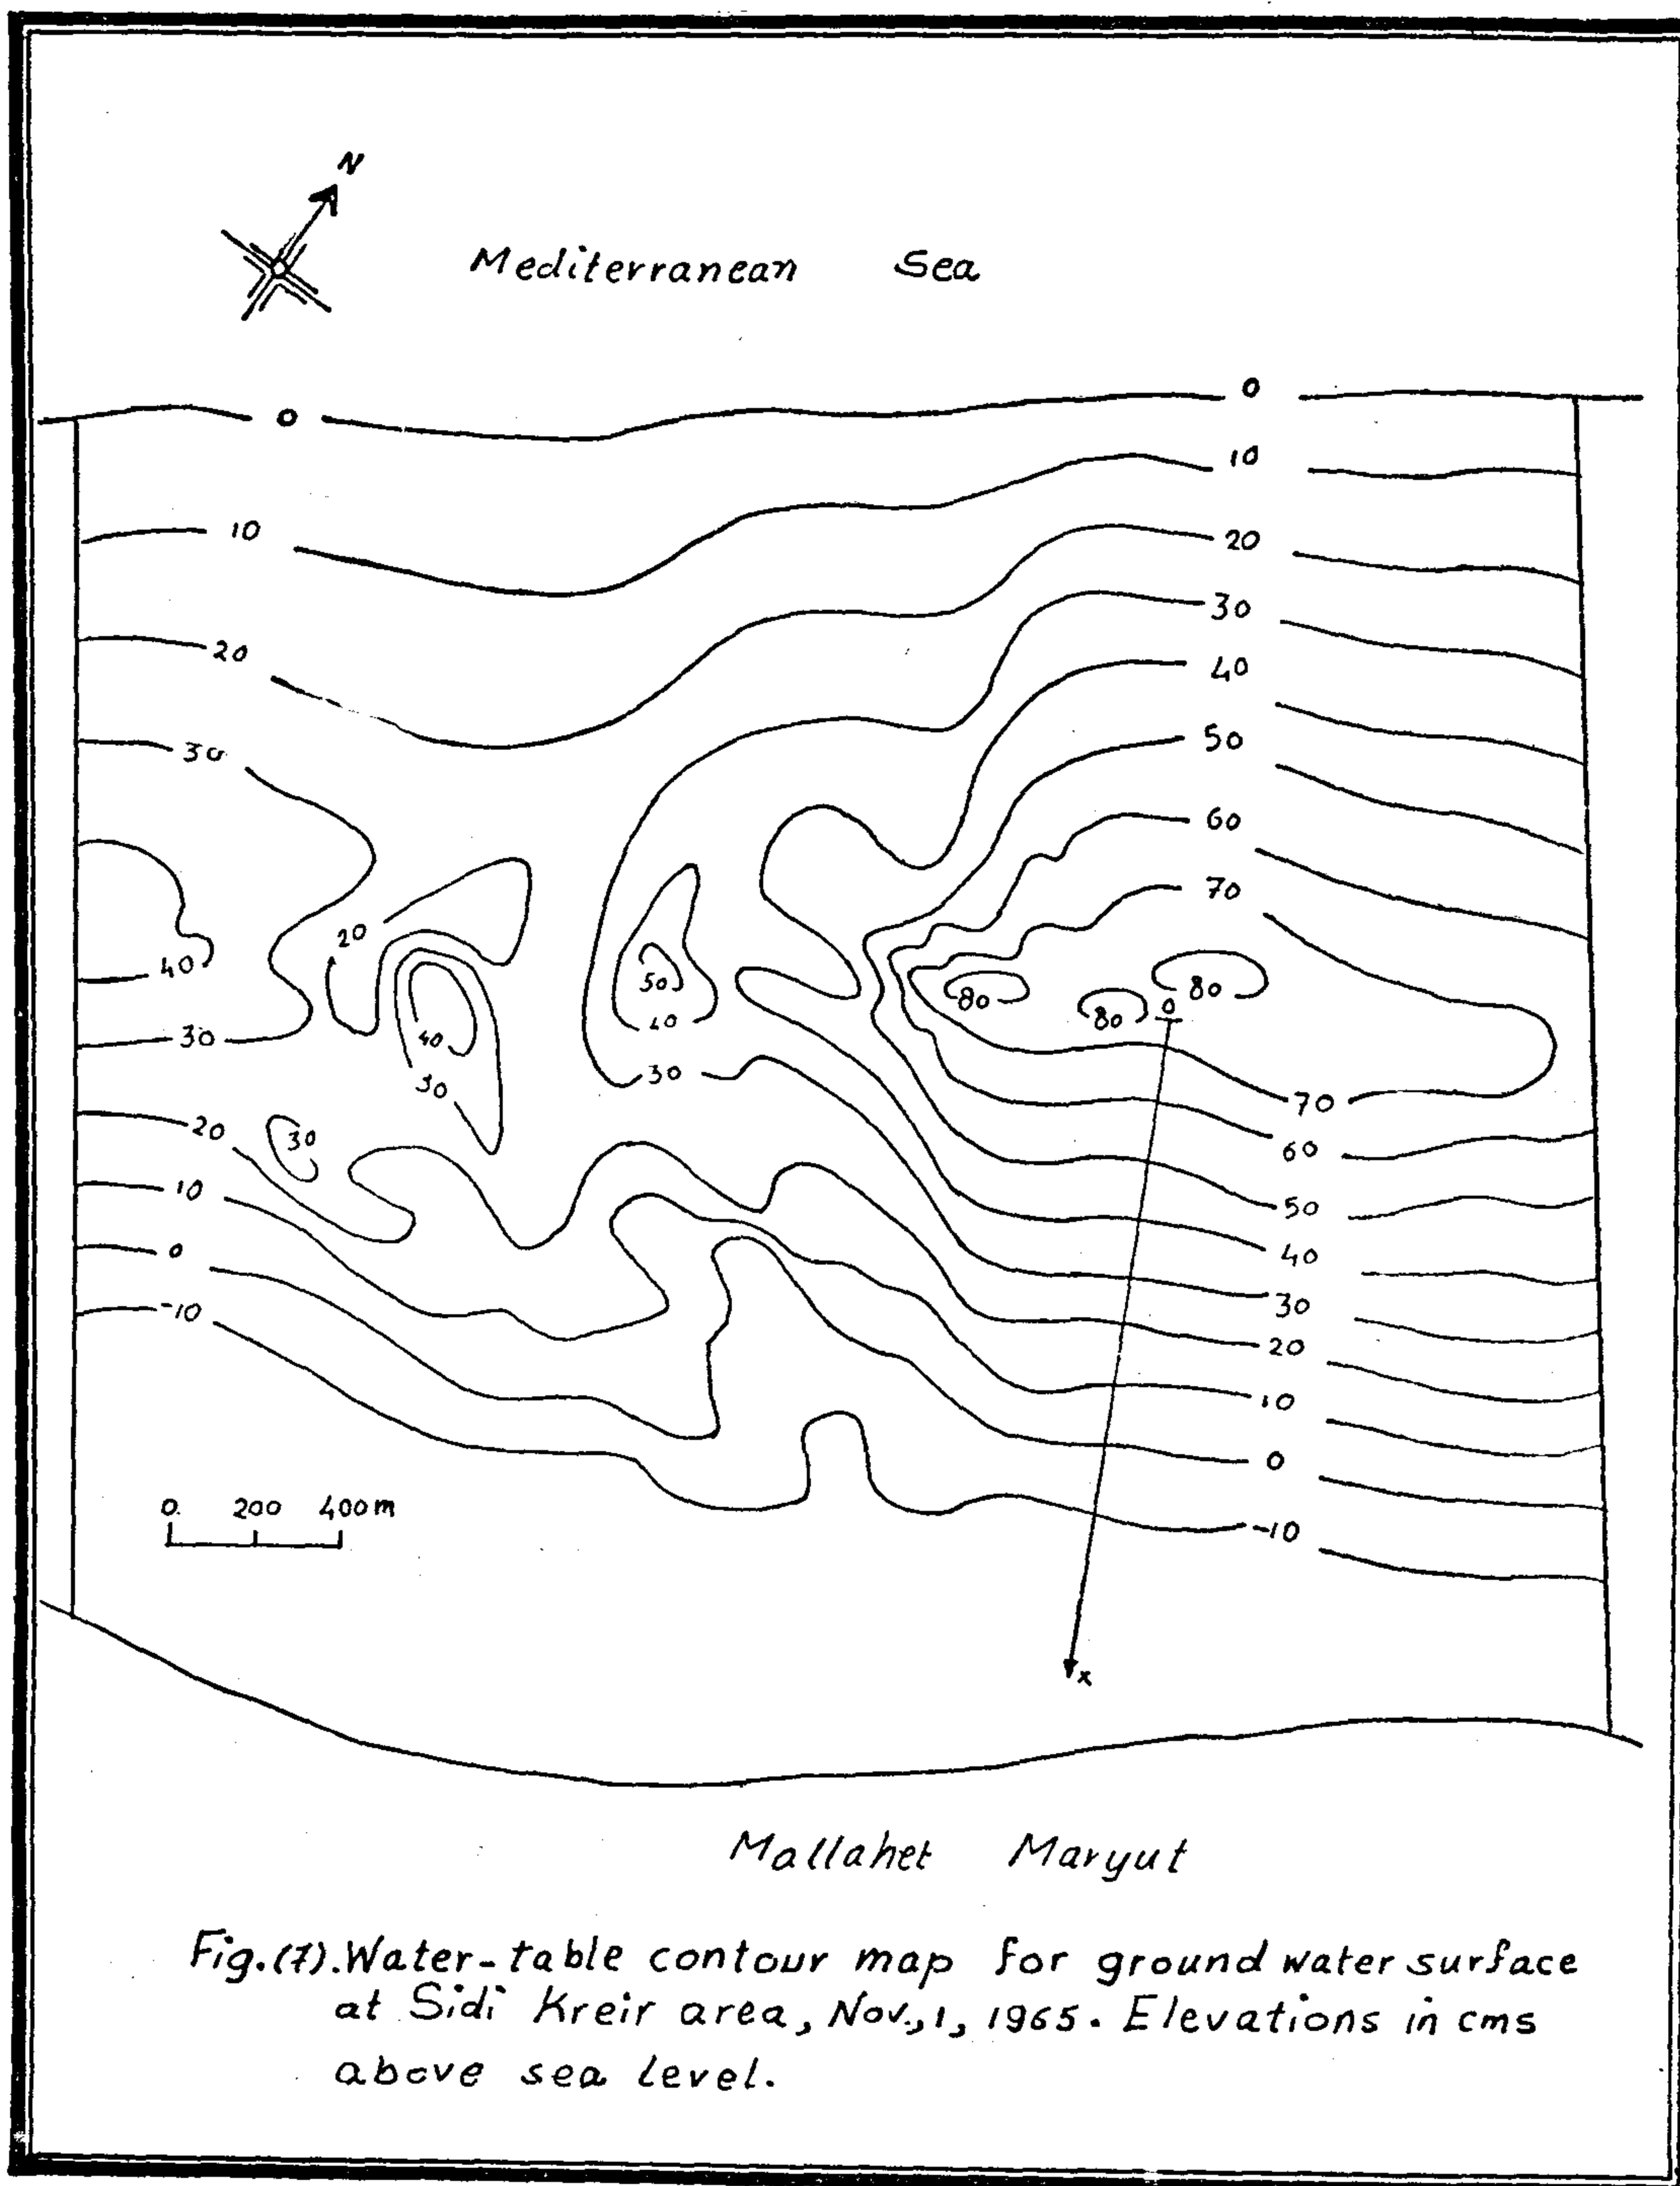 N
Mediterranean Sea
0 0
10
10
20
20
30
40
30
50
60
70
20
40 50 80 80 80 0
40 40
30 30 30
70
20 30 60
10 50
0 40
-10 30
20
10
0
0. 200 400m
-10
x
Mallahet Maryut
Fig.(7).Water-table contour map for ground water surface
at Sidi Kreir area, Nov., 1, 1965. Elevations in cms
above sea level.